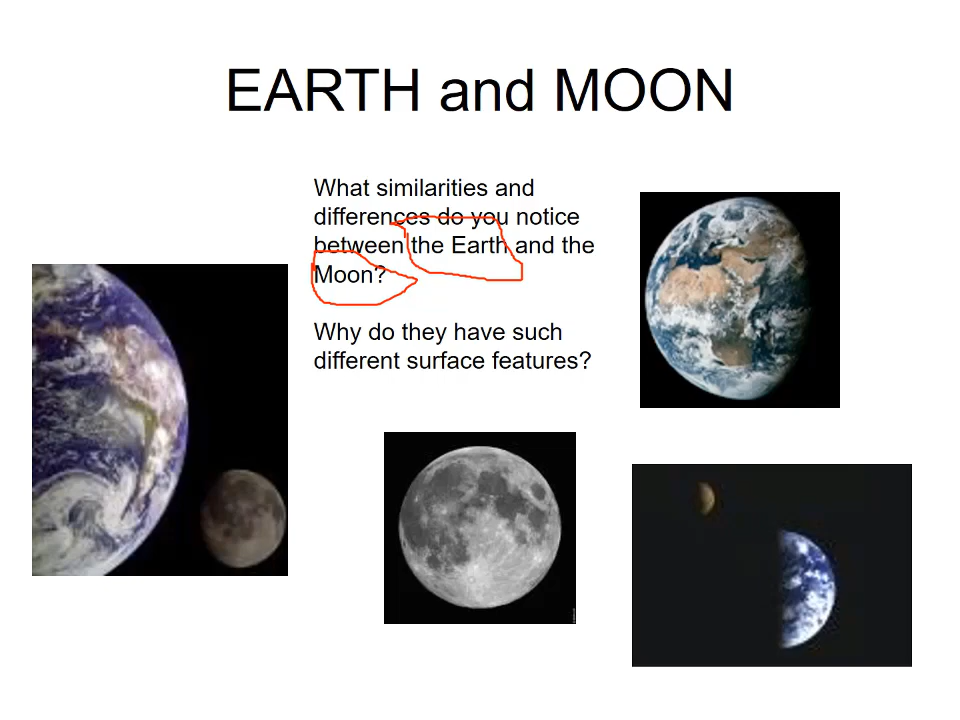 EARTH and MOON
What similarities and
differences do you notice
between the Earth and the
Moon?
Why do they have such
different surface features?